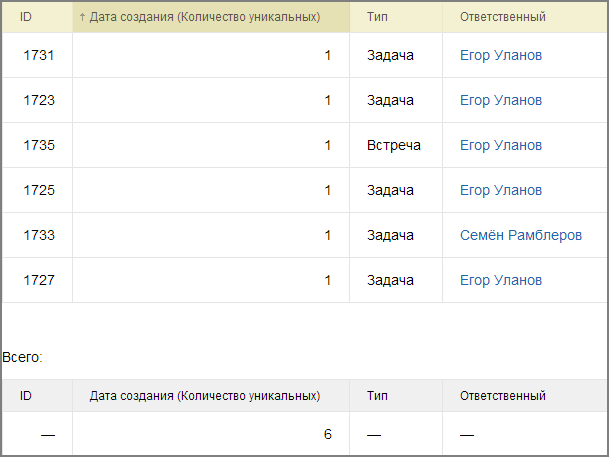 ID ↑ Дата создания (Количество уникальных) Тип Ответственный
1731 1 Задача Егор Уланов
1723 1 Задача Егор Уланов
1735 1 Встреча Егор Уланов
1725 1 Задача Егор Уланов
1733 1 Задача Семён Рамблеров
1727 1 Задача Егор Уланов
Всего:
ID Дата создания (Количество уникальных) Тип Ответственный
— 6 — —